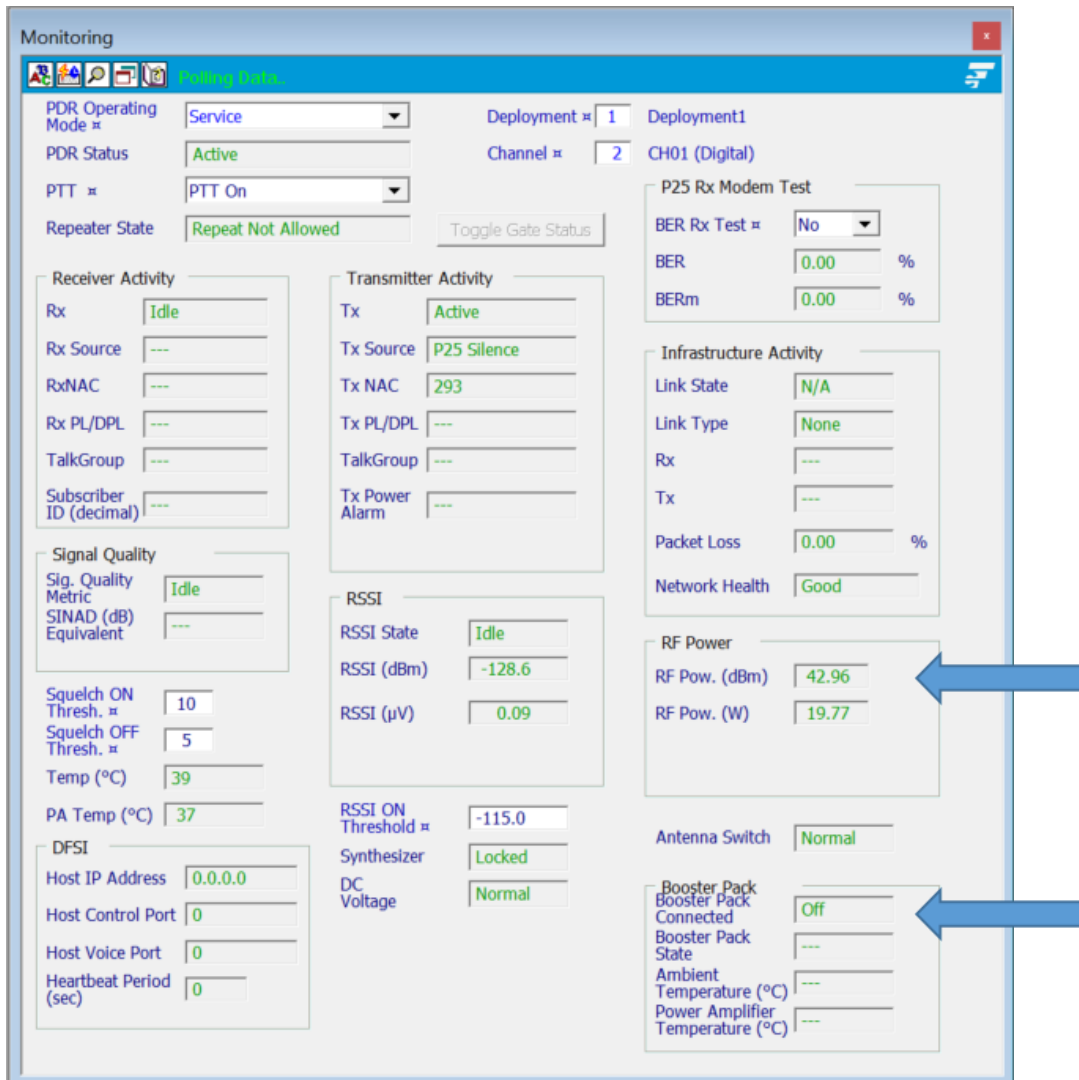 Monitoring
x
Polling Data..
PDR Operating
Mode ¤
Service
Deployment ¤ 1 Deployment1
PDR Status Active
Channel ¤ 2 CH01 (Digital)
PTT ¤ PTT On
Repeater State Repeat Not Allowed
Toggle Gate Status
P25 Rx Modem Test
BER Rx Test ¤ No
BER 0.00 %
BERm 0.00 %
Receiver Activity
Rx Idle
Rx Source ---
RxNAC ---
Rx PL/DPL ---
TalkGroup ---
Subscriber
ID (decimal) ---
Transmitter Activity
Tx Active
Tx Source P25 Silence
Tx NAC 293
Tx PL/DPL ---
TalkGroup ---
Tx Power
Alarm ---
Infrastructure Activity
Link State N/A
Link Type None
Rx ---
Tx ---
Packet Loss 0.00 %
Network Health Good
Signal Quality
Sig. Quality
Metric Idle
SINAD (dB)
Equivalent ---
RSSI
RSSI State Idle
RSSI (dBm) -128.6
RSSI (µV) 0.09
RF Power
RF Pow. (dBm) 42.96
RF Pow. (W) 19.77
Squelch ON
Thresh. ¤ 10
Squelch OFF
Thresh. ¤ 5
Temp (°C) 39
PA Temp (°C) 37
RSSI ON
Threshold ¤ -115.0
Synthesizer Locked
DC
Voltage Normal
Antenna Switch Normal
DFSI
Host IP Address 0.0.0.0
Host Control Port 0
Host Voice Port 0
Heartbeat Period
(sec) 0
Booster Pack
Booster Pack
Connected Off
Booster Pack
State ---
Ambient
Temperature (°C) ---
Power Amplifier
Temperature (°C) ---